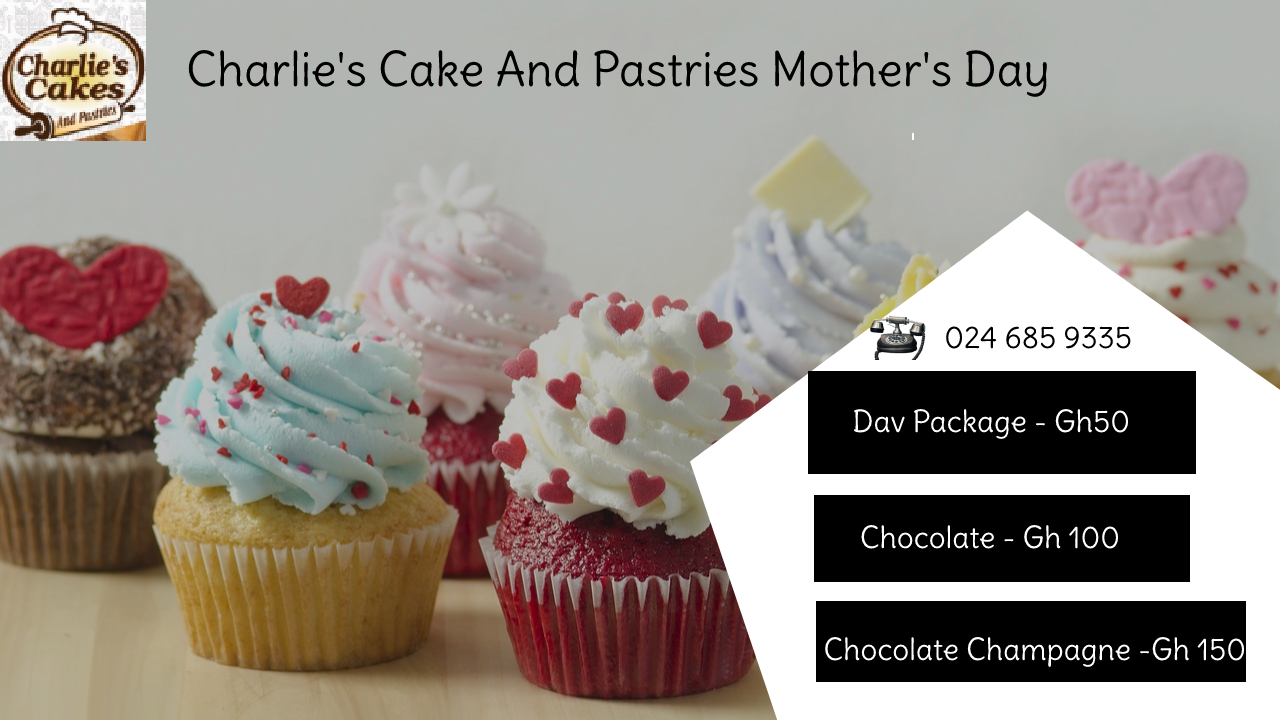 Charlie's
Cakes
And Pastries
Charlie's Cake And Pastries Mother's Day
024 685 9335
Dav Package - Gh50
Chocolate - Gh 100
Chocolate Champagne -Gh 150